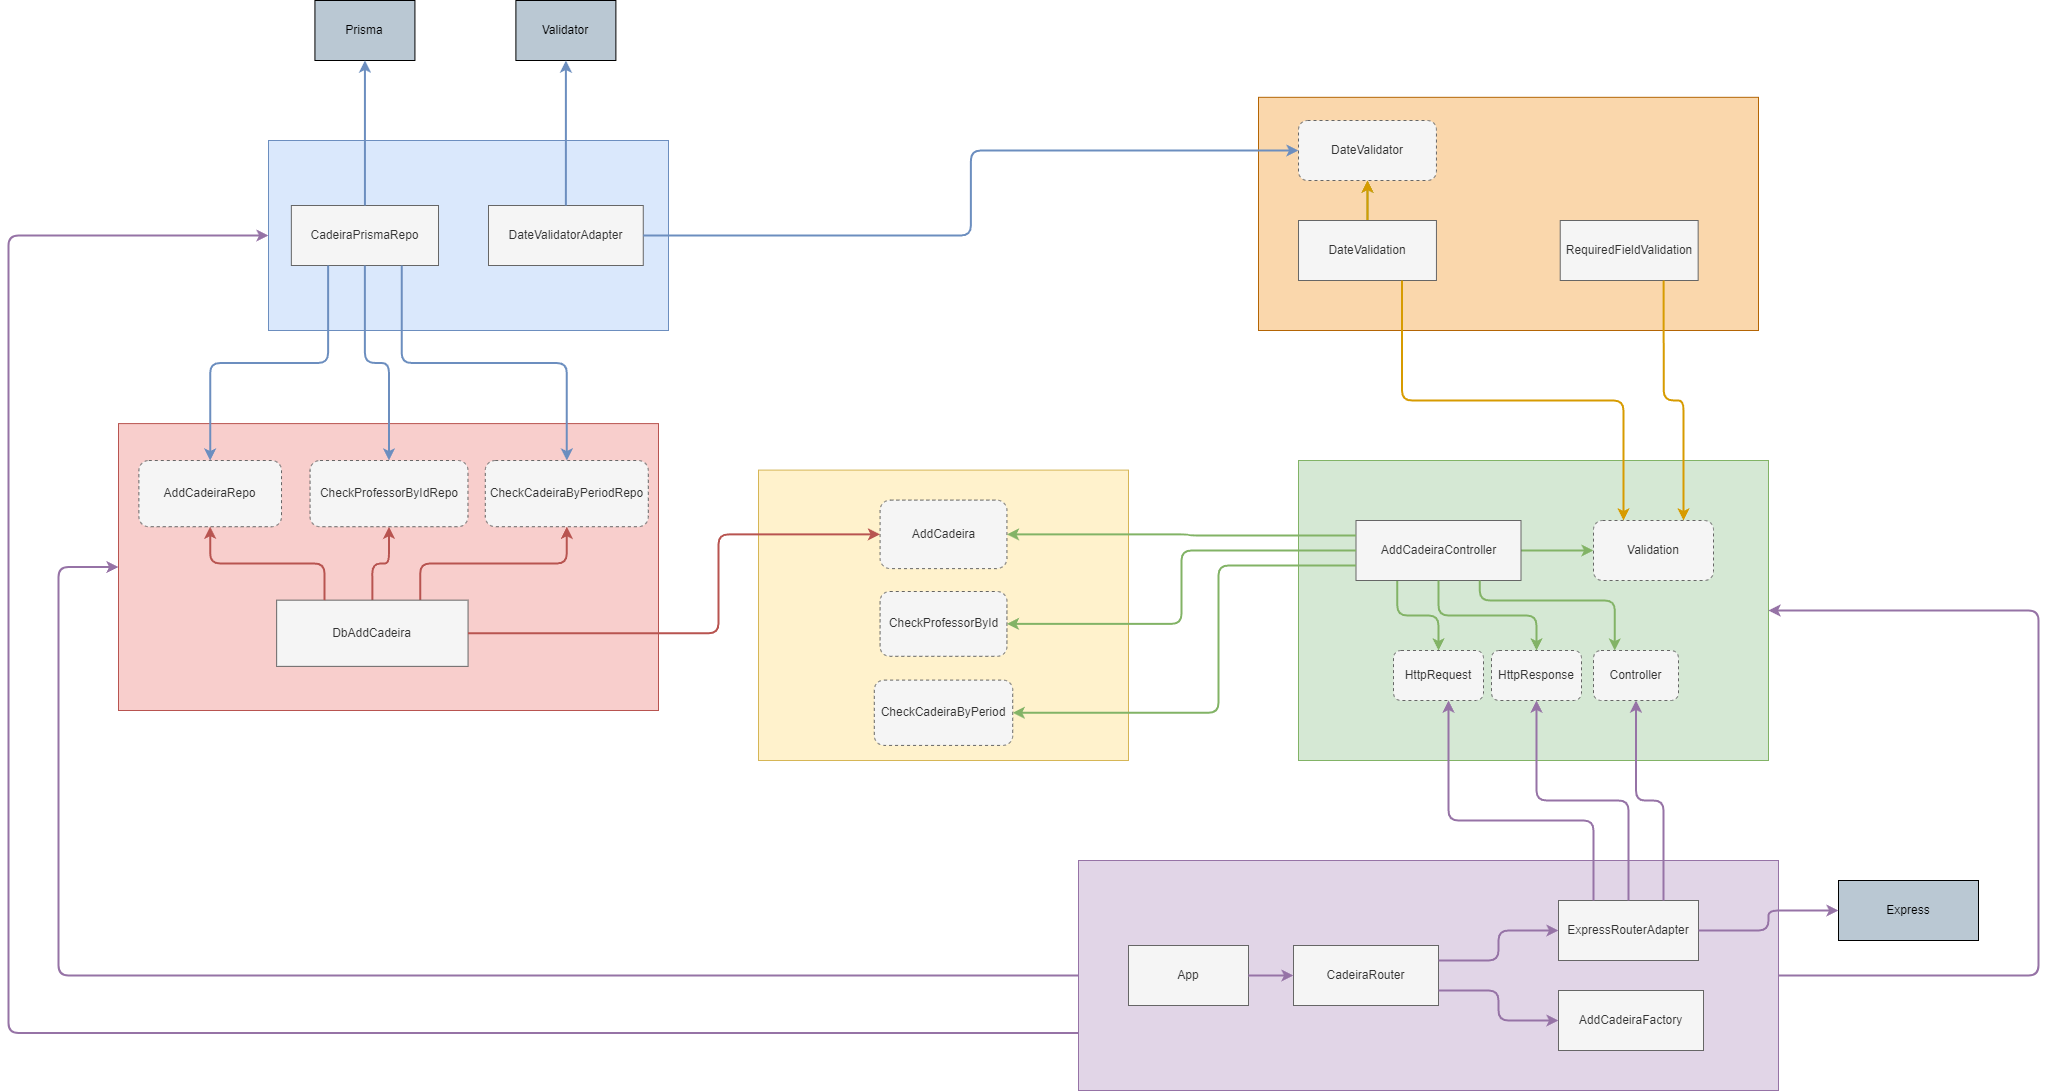 Prisma
Validator
DateValidator
CadeiraPrismaRepo
DateValidatorAdapter
DateValidation
RequiredFieldValidation
AddCadeiraRepo
CheckProfessorByIdRepo
CheckCadeiraByPeriodRepo
AddCadeira
AddCadeiraController
Validation
DbAddCadeira
CheckProfessorById
HttpRequest
HttpResponse
Controller
CheckCadeiraByPeriod
Express
ExpressRouterAdapter
App
CadeiraRouter
AddCadeiraFactory